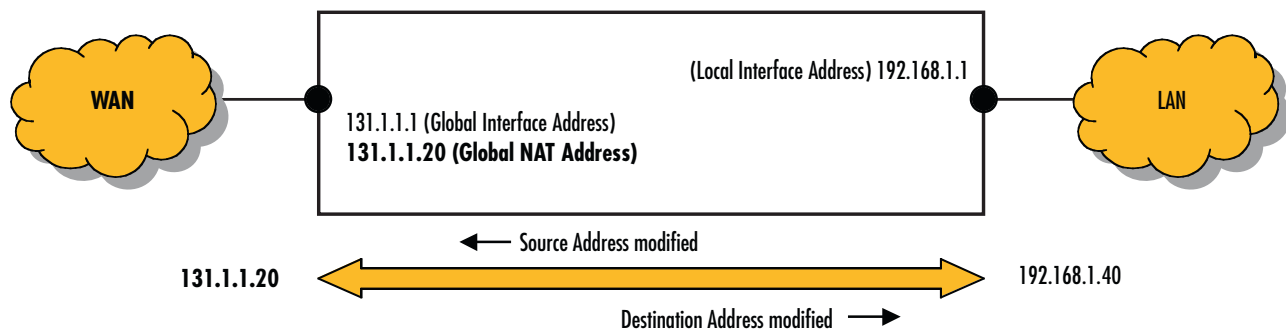 WAN
(Local Interface Address) 192.168.1.1
LAN
131.1.1.1 (Global Interface Address)
131.1.1.20 (Global NAT Address)
Source Address modified
131.1.1.20
192.168.1.40
Destination Address modified